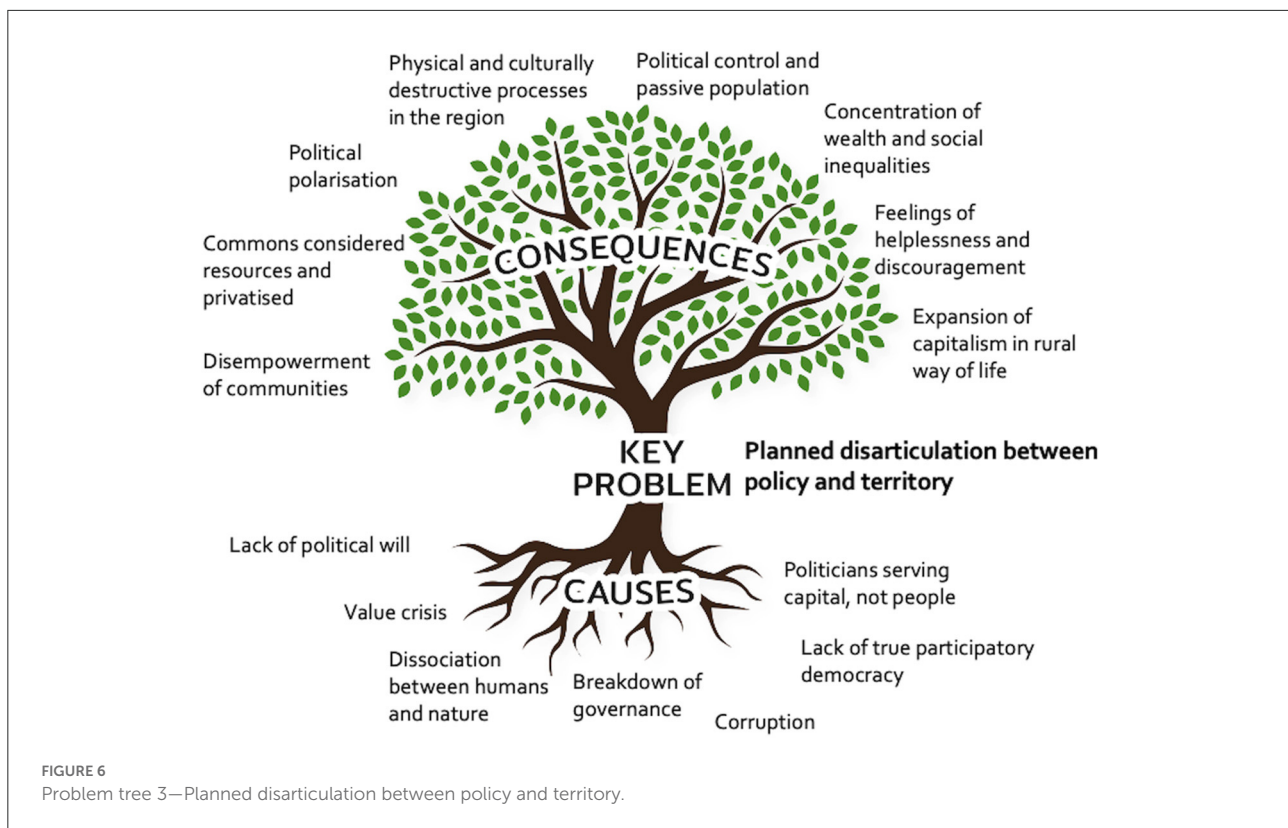 Physical and culturally
destructive processes
in the region
Political control and
passive population
Concentration of
wealth and social
inequalities
Political
polarisation
Feelings of
helplessness and
discouragement
Commons considered
resources and
privatised
CONSEQUENCES
Expansion of
capitalism in rural
way of life
Disempowerment
of communities
KEY
PROBLEM
Planned disarticulation between
policy and territory
Lack of political will
CAUSES
Politicians serving
capital, not people
Value crisis
Lack of true participatory
democracy
Dissociation
between humans
and nature
Breakdown of
governance
Corruption
FIGURE 6
Problem tree 3—Planned disarticulation between policy and territory.